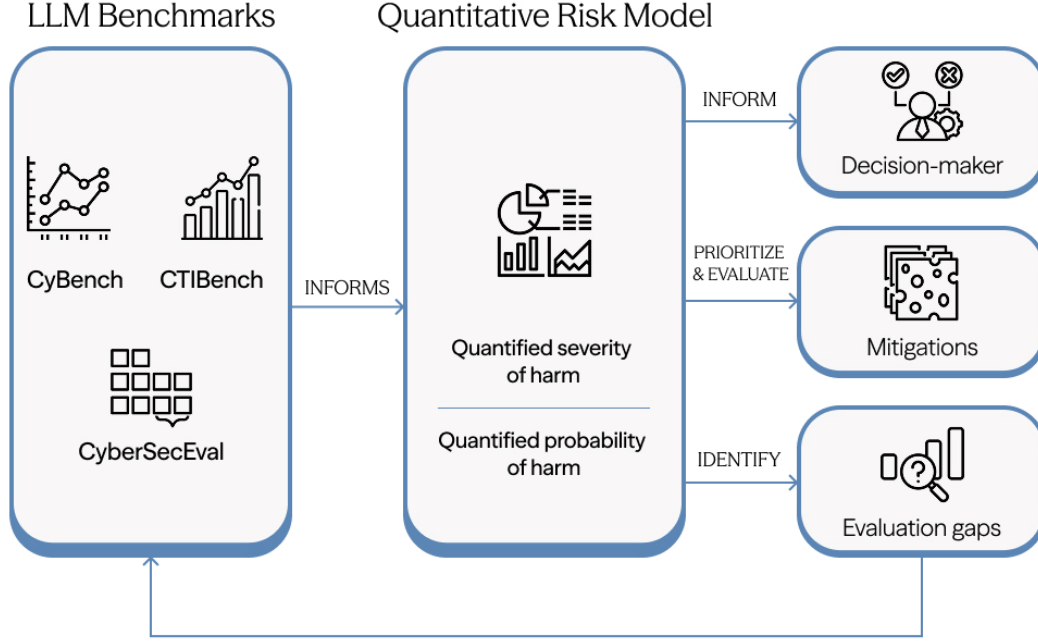 LLM Benchmarks
Quantitative Risk Model
CyBench
CTIBench
CyberSecEval
INFORMS
Quantified severity
of harm
Quantified probability
of harm
INFORM
Decision-maker
PRIORITIZE
& EVALUATE
Mitigations
IDENTIFY
?
Evaluation gaps